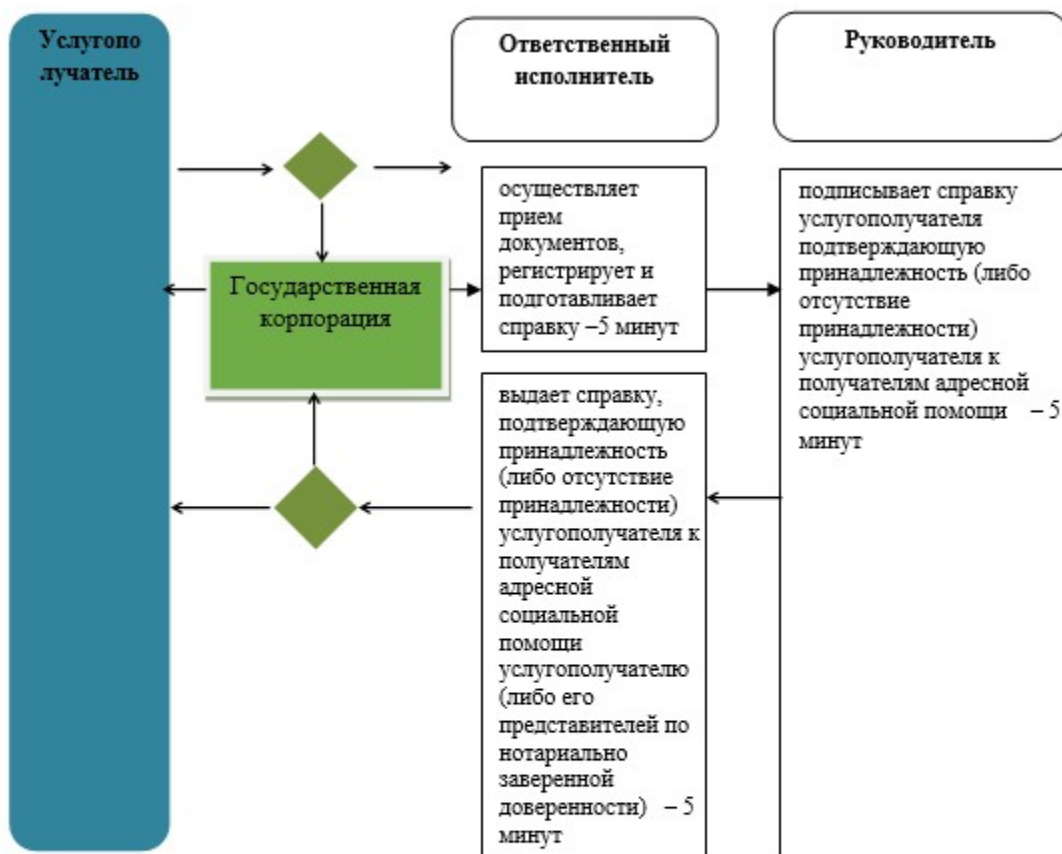 Услугопо
лучатель
Ответственный
исполнитель
Руководитель
осуществляет
прием
документов,
регистрирует и
подготавливает
справку –5 минут
подписывает справку
услугополучателя
подтверждающую
принадлежность (либо
отсутствие
принадлежности)
услугополучателя к
получателям адресной
социальной помощи – 5
минут
Государственная
корпорация
выдает справку,
подтверждающую
принадлежность
(либо отсутствие
принадлежности)
услугополучателя к
получателям
адресной
социальной
помощи
услугополучателю
(либо его
представителей по
нотариально
заверенной
доверенности) – 5
минут